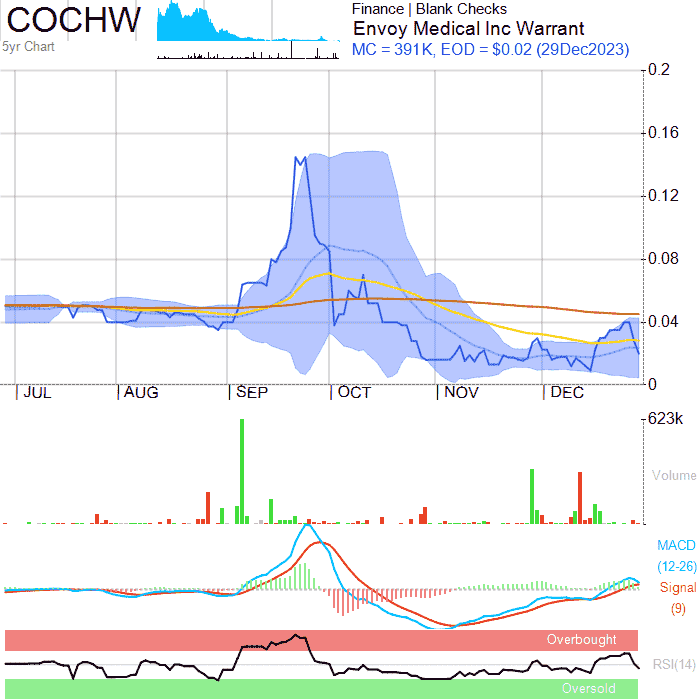 COCHW
5yr Chart
Finance | Blank Checks
Envoy Medical Inc Warrant
MC = 391K, EOD = $0.02 (29Dec2023)
0.2
0.16
0.12
0.08
0.04
0
JUL AUG SEP OCT NOV DEC
623k
Volume
MACD
(12-26)
Signal
(9)
Overbought
RSI(14)
Oversold